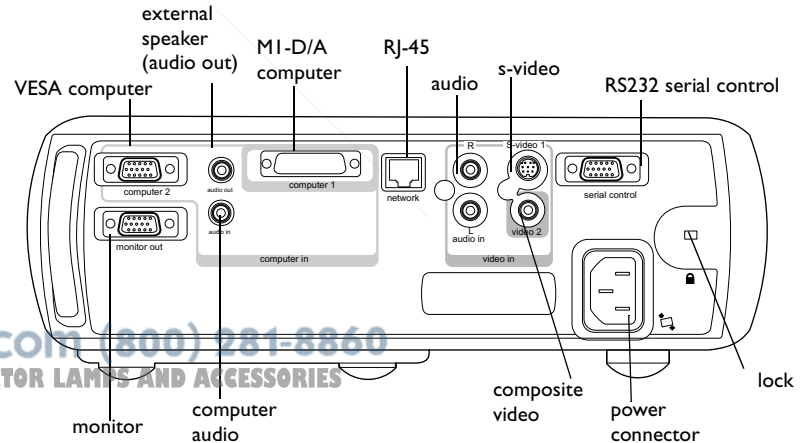 external
speaker
(audio out)
M1-D/A
computer
RJ-45
audio
s-video
VESA computer
RS232 serial control
R
S-video 1
computer 2
audio out
computer 1
network
serial control
monitor out
audio in
L
audio in
video 2
computer in
video in
com (800) 281-8860
TOR LAMPS AND ACCESSORIES
monitor
computer
audio
composite
video
power
connector
lock